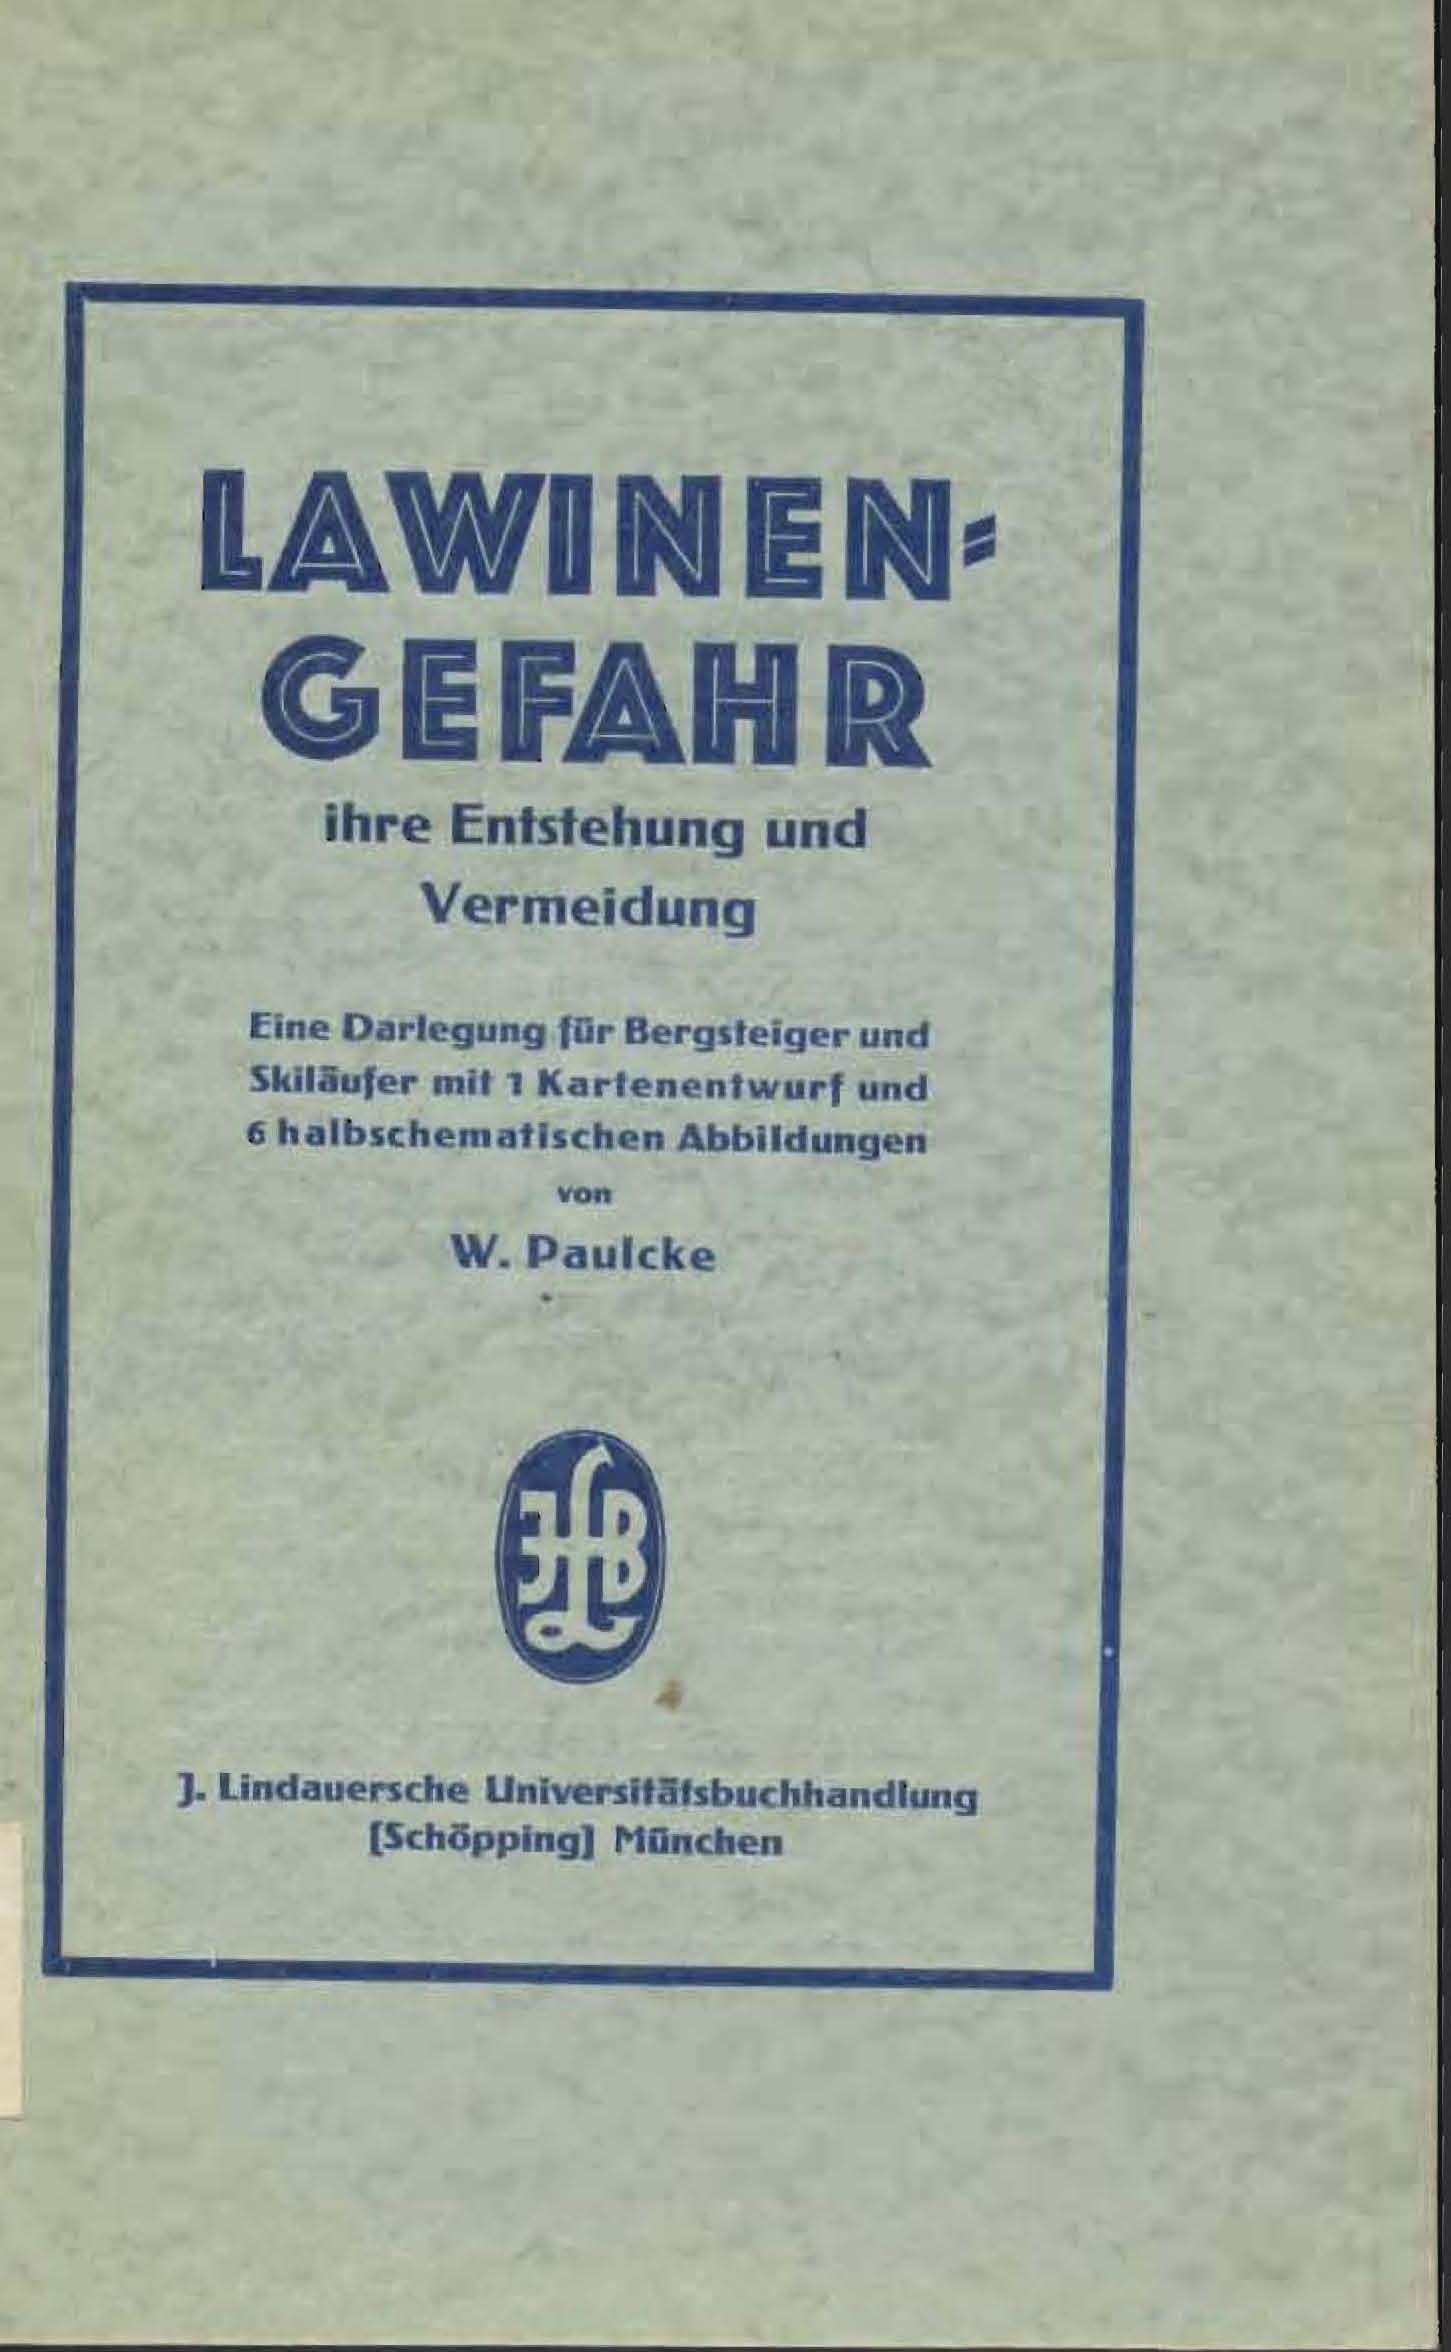 LAWINEN-
GEFAHR
ihre Entstehung und
Vermeidung
Eine Darlegung für Bergsteiger und
Skiläufer mit 1 Kartenentwurf und
6 halbschematischen Abbildungen
von
W. Paulcke
JLB
J. Lindauersche Universitätsbuchhandlung
[Schöpping] München